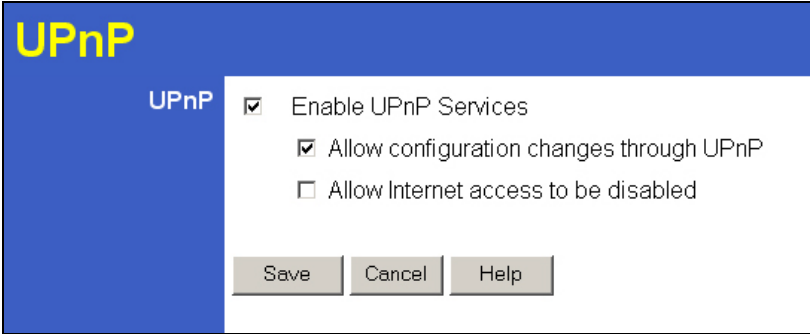 UPnP
UPnP
Enable UPnP Services
Allow configuration changes through UPnP
Allow Internet access to be disabled
Save Cancel Help